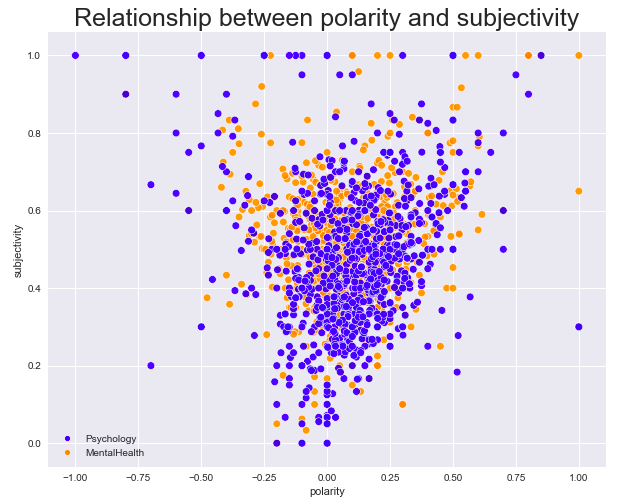 Relationship between polarity and subjectivity
1.0
0.8
0.6
0.4
0.2
0.0
subjectivity
Psychology
MentalHealth
−1.00 −0.75 −0.50 −0.25 0.00 0.25 0.50 0.75 1.00
polarity